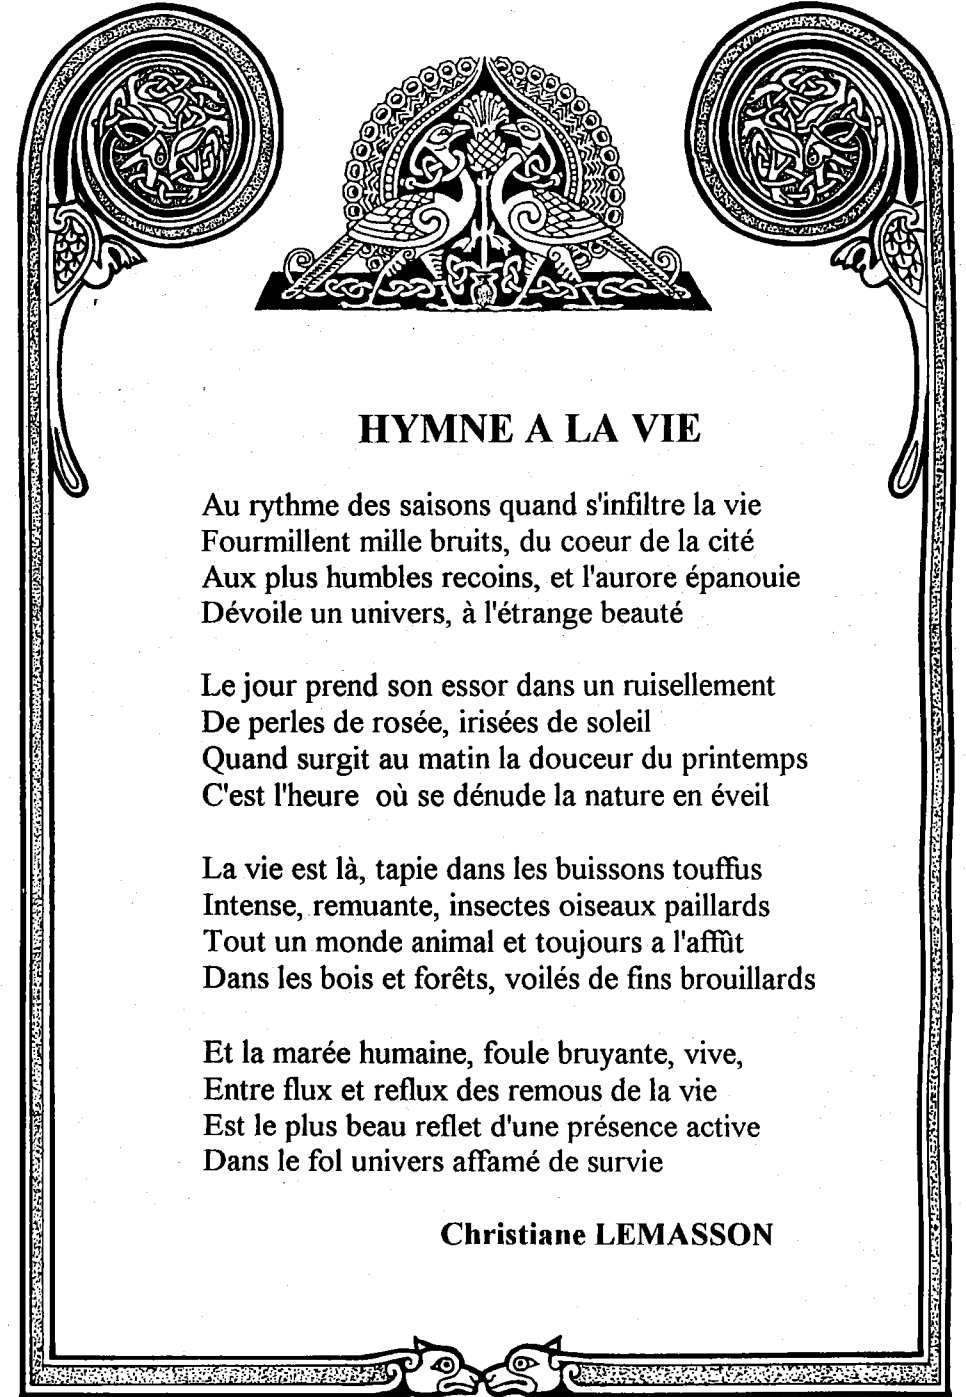 HYMNE A LA VIE
Au rythme des saisons quand s'infiltre la vie
Fourmillent mille bruits, du coeur de la cité
Aux plus humbles recoins, et l'aurore épanouie
Dévoile un univers, à l'étrange beauté
Le jour prend son essor dans un ruisellement
De perles de rosée, irisées de soleil
Quand surgit au matin la douceur du printemps
C'est l'heure où se dénude la nature en éveil
La vie est là, tapie dans les buissons touffus
Intense, remuante, insectes oiseaux paillards
Tout un monde animal et toujours a l'affût
Dans les bois et forêts, voilés de fins brouillards
Et la marée humaine, foule bruyante, vive,
Entre flux et reflux des remous de la vie
Est le plus beau reflet d'une présence active
Dans le fol univers affamé de survie
Christiane LEMASSON